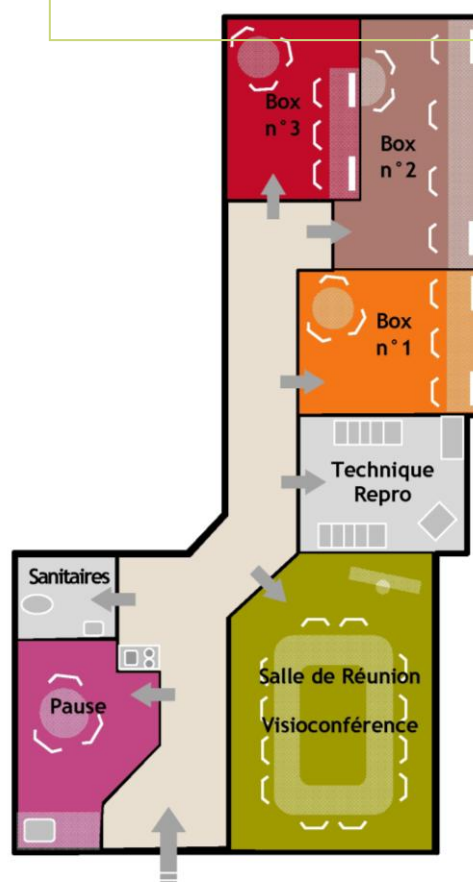 Box
n°3
Box
n°2
Box
n°1
Technique
Repro
Sanitaires
Pause
Salle de Réunion
Visioconférence